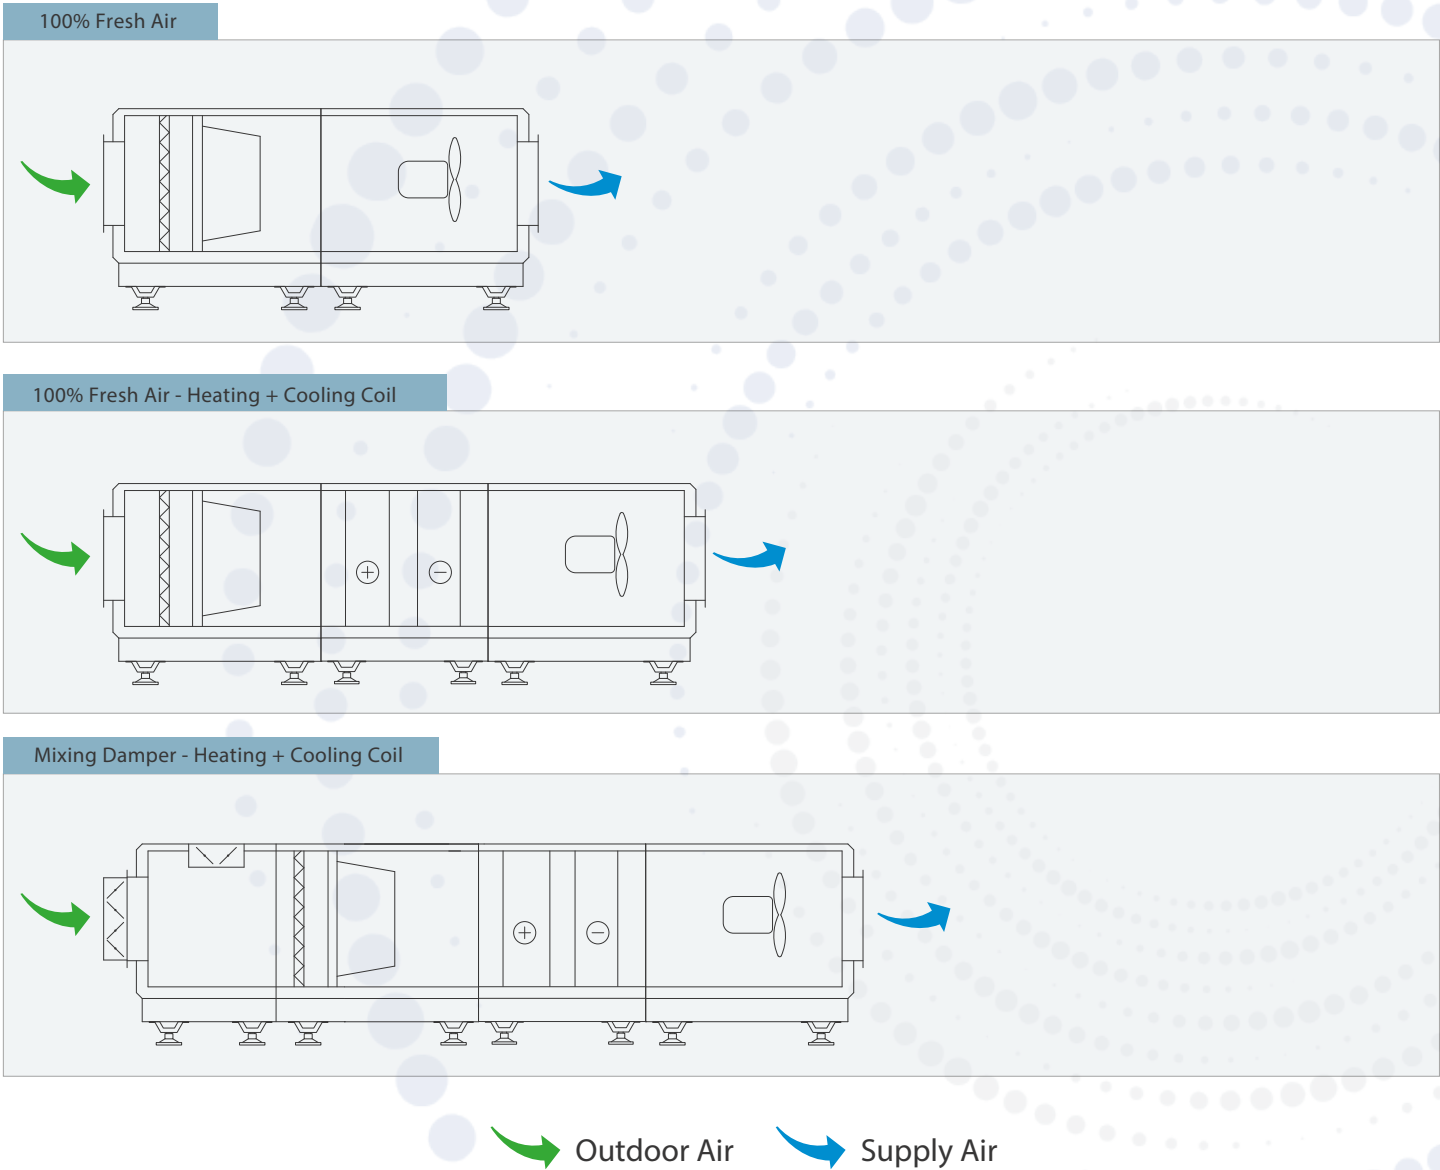 100% Fresh Air
100% Fresh Air - Heating + Cooling Coil
Mixing Damper - Heating + Cooling Coil
Outdoor Air
Supply Air